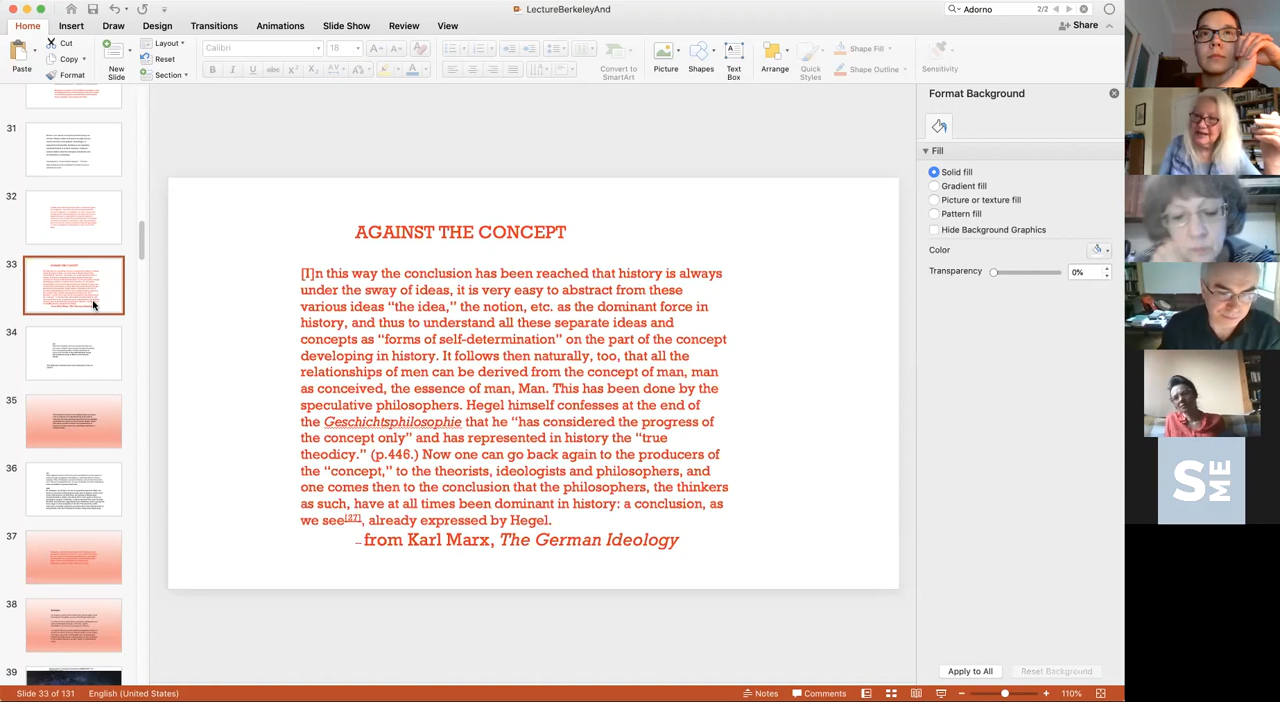 LectureBerkeleyAnd
Adorno
2/2
Home Insert Draw Design Transitions Animations Slide Show Review View
Share
Paste
Cut
Copy
Format
New Slide
Layout
Reset
Section
Calibri
18
Convert to SmartArt
Picture
Shapes
Text Box
Arrange
Quick Styles
Shape Fill
Shape Outline
Sensitivity
31
32
33
34
35
36
37
38
39
AGAINST THE CONCEPT
[I]n this way the conclusion has been reached that history is always
under the sway of ideas, it is very easy to abstract from these
various ideas “the idea,” the notion, etc. as the dominant force in
history, and thus to understand all these separate ideas and
concepts as “forms of self-determination” on the part of the concept
developing in history. It follows then naturally, too, that all the
relationships of men can be derived from the concept of man, man
as conceived, the essence of man, Man. This has been done by the
speculative philosophers. Hegel himself confesses at the end of
the Geschichtsphilosophie that he “has considered the progress of
the concept only” and has represented in history the “true
theodicy.” (p.446.) Now one can go back again to the producers of
the “concept,” to the theorists, ideologists and philosophers, and
one comes then to the conclusion that the philosophers, the thinkers
as such, have at all times been dominant in history: a conclusion, as
we see[27], already expressed by Hegel.
-- from Karl Marx, The German Ideology
Format Background
Fill
Solid fill
Gradient fill
Picture or texture fill
Pattern fill
Hide Background Graphics
Color
Transparency 0%
Apply to All
Reset Background
Slide 33 of 131
English (United States)
Notes
Comments
110%
S
ME